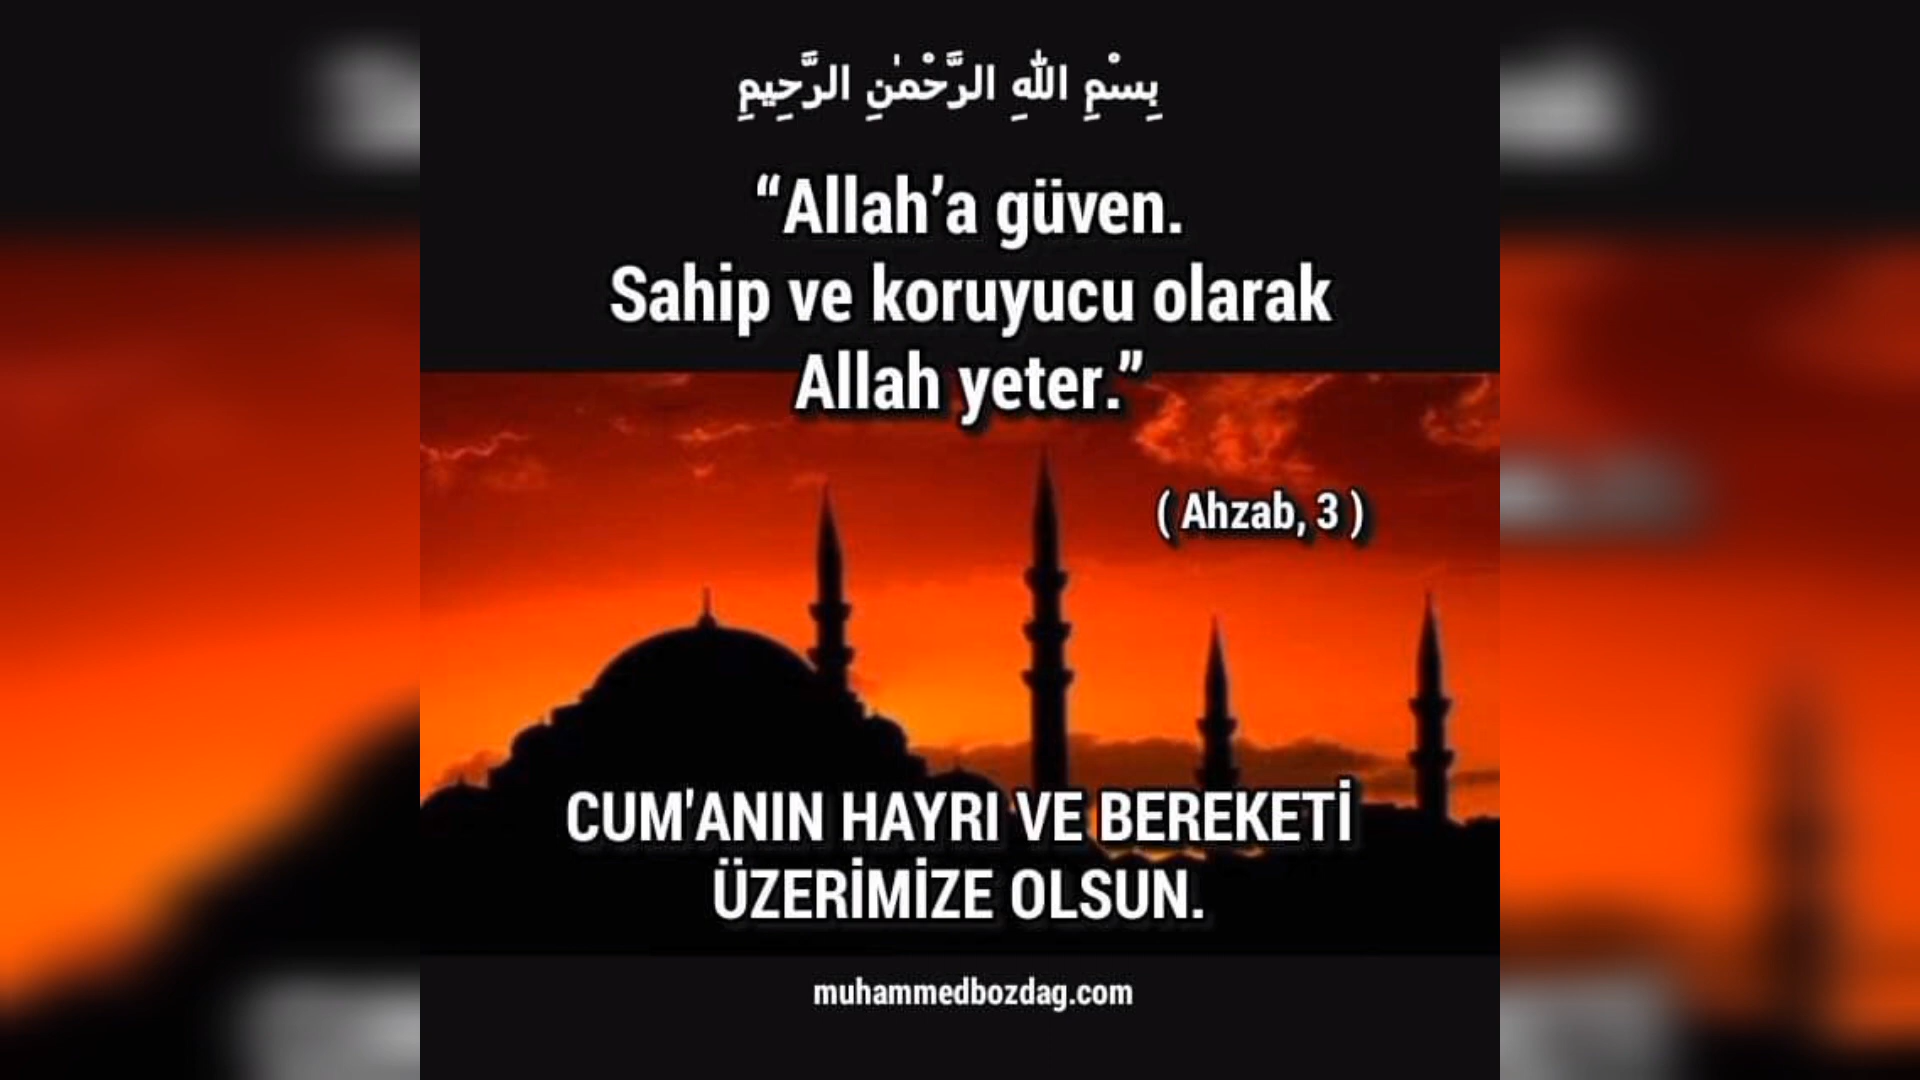 بِسْمِ اللهِ الرَّحْمٰنِ الرَّحِيمِ
“Allah’a güven.
Sahip ve koruyucu olarak
Allah yeter.”
( Ahzab, 3 )
CUM'ANIN HAYRI VE BEREKETİ
ÜZERİMİZE OLSUN.
muhammedbozdag.com